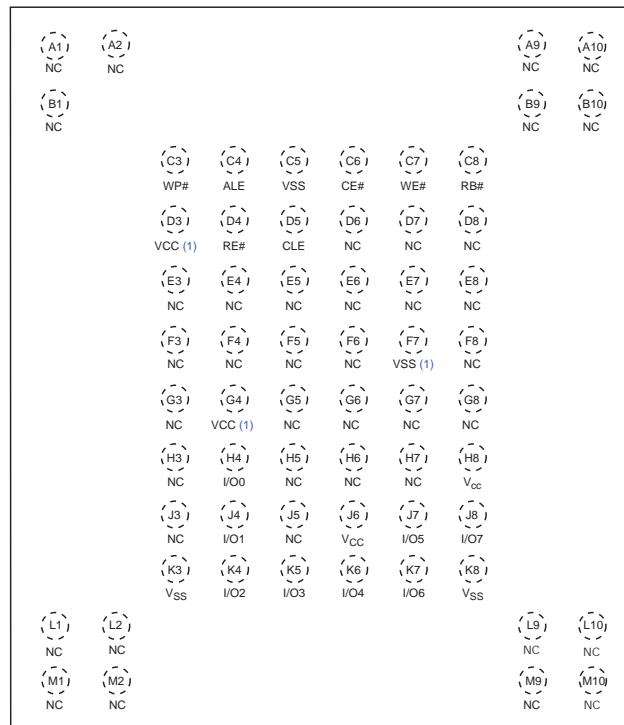 A1 A2 A9 A10
NC NC NC NC
B1 B9 B10
NC NC NC
C3 C4 C5 C6 C7 C8
WP# ALE VSS CE# WE# RB#
D3 D4 D5 D6 D7 D8
VCC (1) RE# CLE NC NC NC
E3 E4 E5 E6 E7 E8
NC NC NC NC NC NC
F3 F4 F5 F6 F7 F8
NC NC NC NC VSS (1) NC
G3 G4 G5 G6 G7 G8
NC VCC (1) NC NC NC NC
H3 H4 H5 H6 H7 H8
NC I/O0 NC NC NC Vcc
J3 J4 J5 J6 J7 J8
NC I/O1 NC VCC I/O5 I/O7
K3 K4 K5 K6 K7 K8
VSS I/O2 I/O3 I/O4 I/O6 VSS
L1 L2 L9 L10
NC NC NC NC
M1 M2 M9 M10
NC NC NC NC